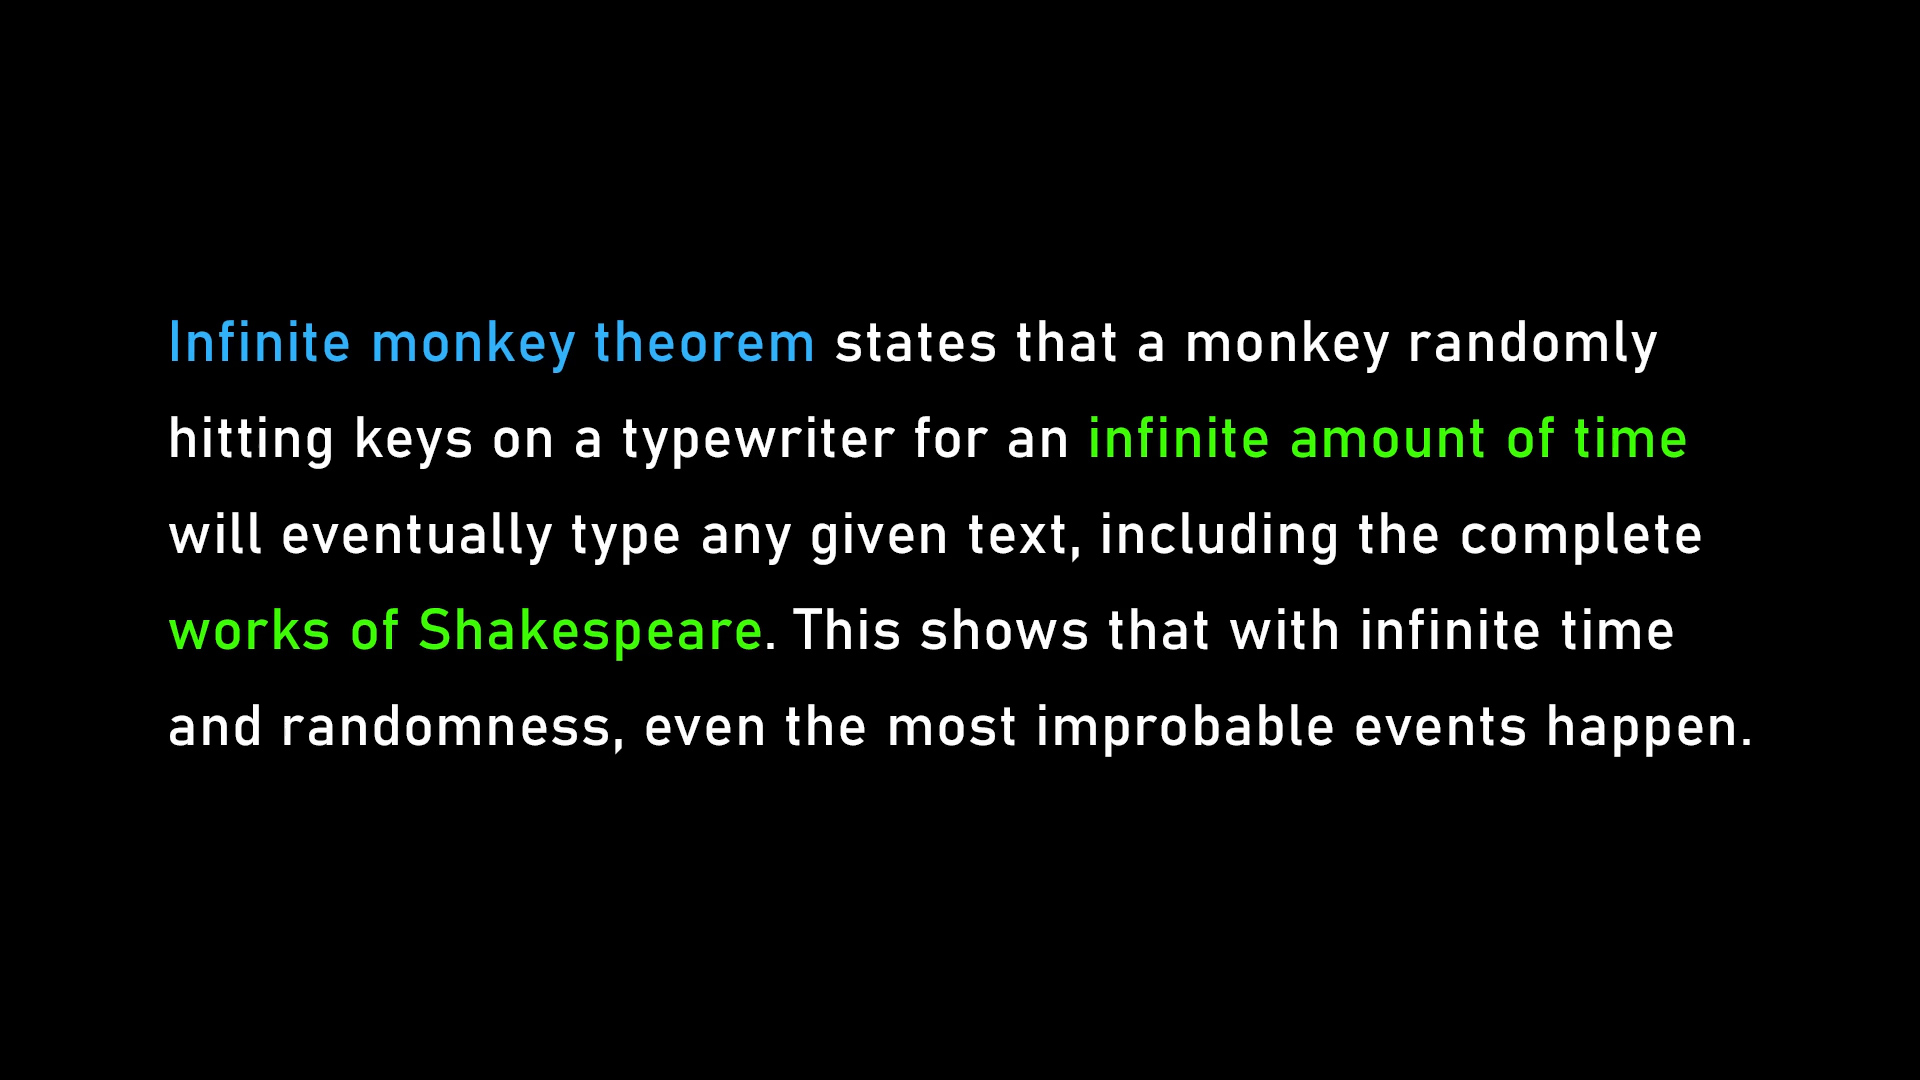 Infinite monkey theorem states that a monkey randomly
hitting keys on a typewriter for an infinite amount of time
will eventually type any given text, including the complete
works of Shakespeare. This shows that with infinite time
and randomness, even the most improbable events happen.